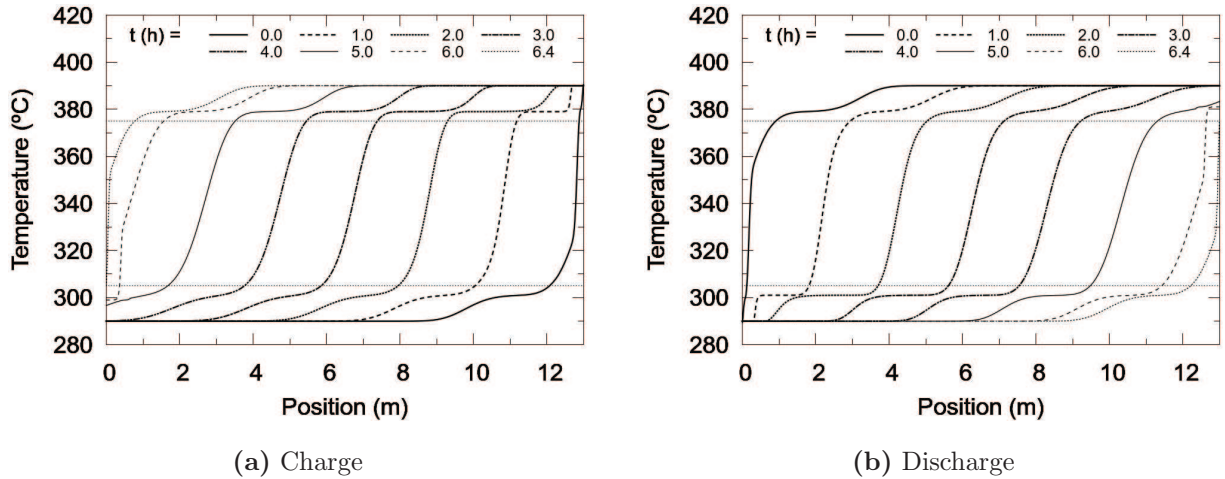 t (h) = 0.0 1.0 2.0 3.0
4.0 5.0 6.0 6.4
420
400
380
360
340
320
300
280
Temperature (ºC)
0 2 4 6 8 10 12
Position (m)
(a) Charge
t (h) = 0.0 1.0 2.0 3.0
4.0 5.0 6.0 6.4
420
400
380
360
340
320
300
280
Temperature (ºC)
0 2 4 6 8 10 12
Position (m)
(b) Discharge